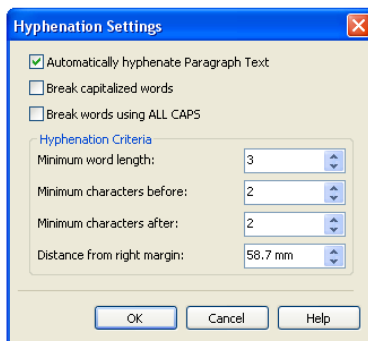 Hyphenation Settings
Automatically hyphenate Paragraph Text
Break capitalized words
Break words using ALL CAPS
Hyphenation Criteria
Minimum word length: 3
Minimum characters before: 2
Minimum characters after: 2
Distance from right margin: 58.7 mm
OK Cancel Help